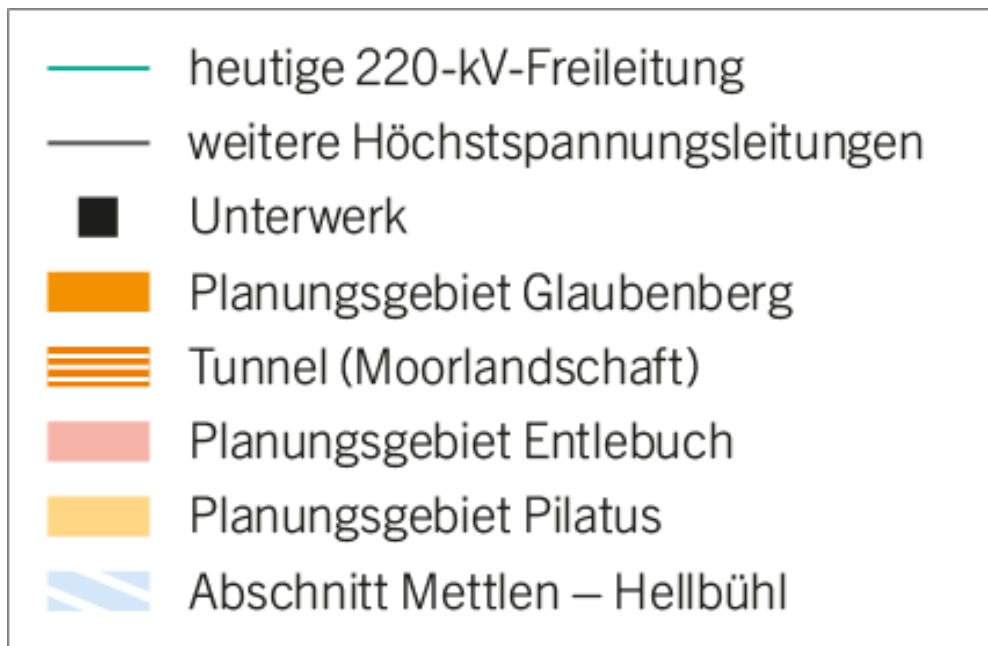 heutige 220-kV-Freileitung
weitere Höchstspannungsleitungen
Unterwerk
Planungsgebiet Glaubenberg
Tunnel (Moorlandschaft)
Planungsgebiet Entlebuch
Planungsgebiet Pilatus
Abschnitt Mettlen – Hellbühl